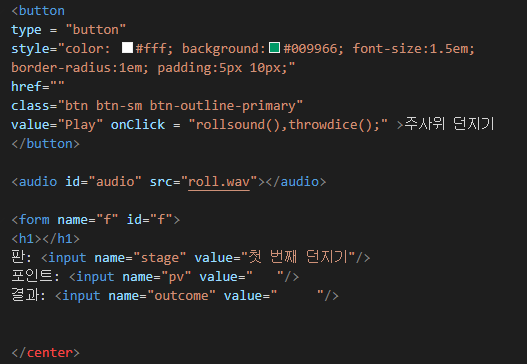 <button
type = "button"
style="color: #fff; background: #009966; font-size:1.5em;
border-radius:1em; padding:5px 10px;"
href=""
class="btn btn-sm btn-outline-primary"
value="Play" onClick = "rollsound(),throwdice();" >주사위 던지기
</button>
<audio id="audio" src="roll.wav"></audio>
<form name="f" id="f">
<h1></h1>
판: <input name="stage" value="첫 번째 던지기"/>
포인트: <input name="pv" value="   "/>
결과: <input name="outcome" value="      "/>
</center>